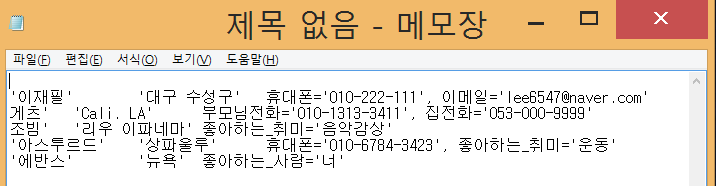 제목 없음 - 메모장
파일(F) 편집(E) 서식(O) 보기(V) 도움말(H)
'이재필' '대구 수성구' 휴대폰='010-222-111', 이메일='lee6547@naver.com'
게츠' 'Cali. LA' 부모님전화='010-1313-3411', 집전화='053-000-9999'
조빔' '리우 이파네마' 좋아하는_취미='음악감상'
'아스투르드' '상파울루' 휴대폰='010-6784-3423', 좋아하는_취미='운동'
'에반스' '뉴욕' 좋아하는_사람='너'